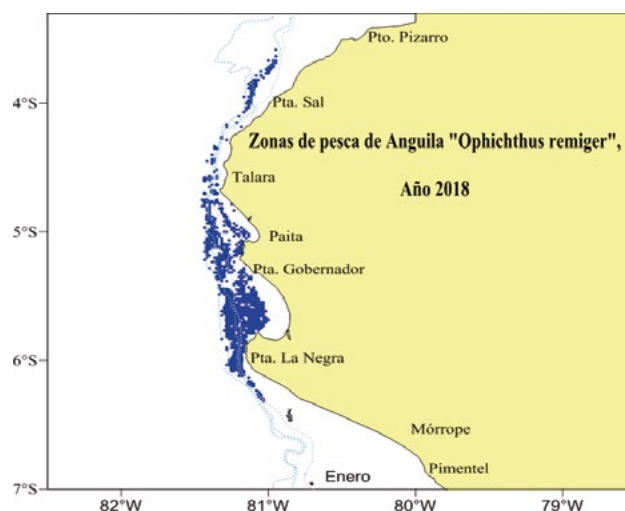 Pto. Pizarro
4°S
Pta. Sal
Zonas de pesca de Anguila "Ophichthus remiger",
Año 2018
Talara
5°S
Paita
Pta. Gobernador
6°S
Pta. La Negra
Mórrope
Enero
Pimentel
7°S
82°W
81°W
80°W
79°W